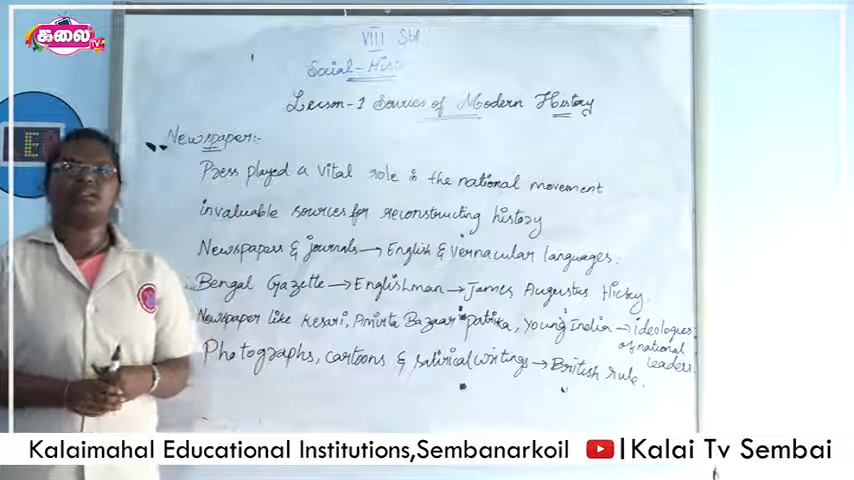 கலை TV
VIII Std
Social - History
Lesson-1 Sources of Modern History
Newspaper:-
Press played a vital role in the national movement
invaluable sources for reconstructing history
Newspapers & journals → English & vernacular languages.
Bengal Gazette → Englishman → James Augustus Hicky.
Newspaper like Kesari, Amirta Bazaar patrika, Young India → ideologues
of national
leaders.
Photographs, cartoons & satirical writings → British rule.
E
Kalaimahal Educational Institutions,Sembanarkoil | Kalai Tv Sembai